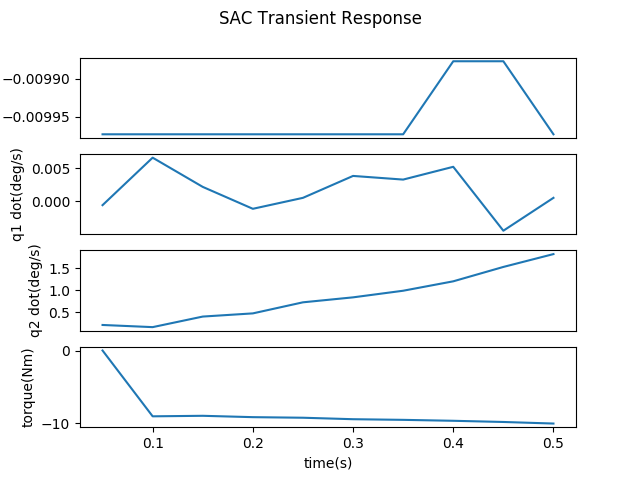 SAC Transient Response
−0.00990
−0.00995
q1 dot(deg/s)
0.005
0.000
q2 dot(deg/s)
1.5
1.0
0.5
torque(Nm)
0
−10
0.1 0.2 0.3 0.4 0.5
time(s)